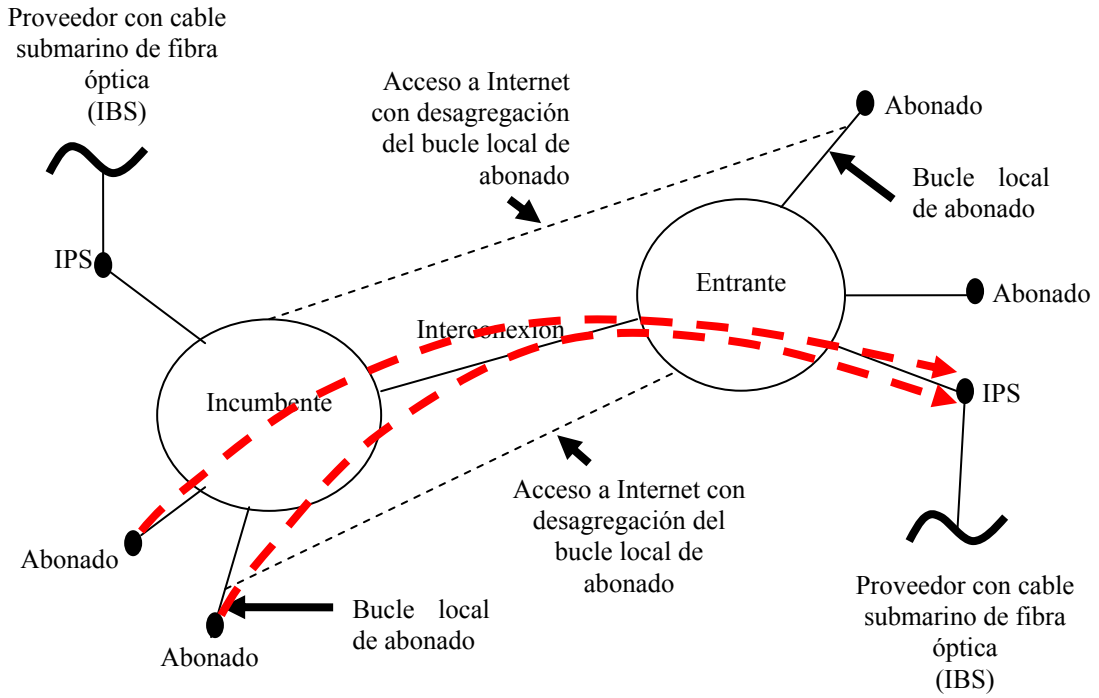 Proveedor con cable
submarino de fibra
óptica
(IBS)
Acceso a Internet
con desagregación
del bucle local de
abonado
Abonado
Bucle local
de abonado
IPS
Entrante
Abonado
Interconexión
Incumbente
IPS
Acceso a Internet con
desagregación del
bucle local de
abonado
Abonado
Bucle local
de abonado
Abonado
Proveedor con cable
submarino de fibra
óptica
(IBS)